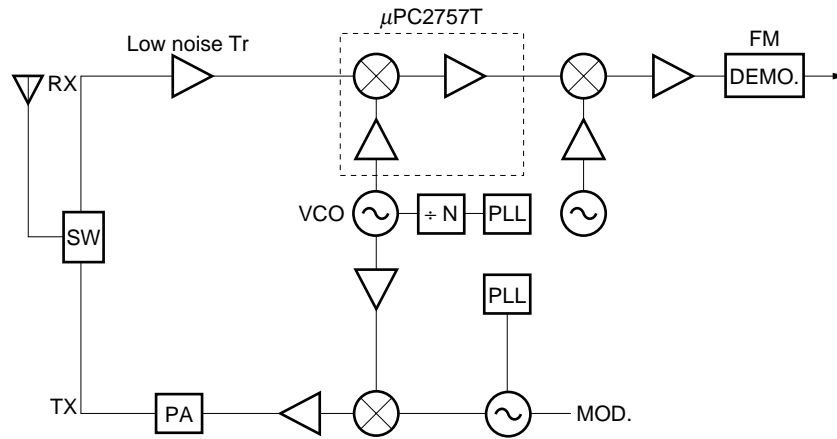 μPC2757T
Low noise Tr
FM
RX
DEMO.
VCO
÷ N
PLL
SW
PLL
TX
PA
MOD.